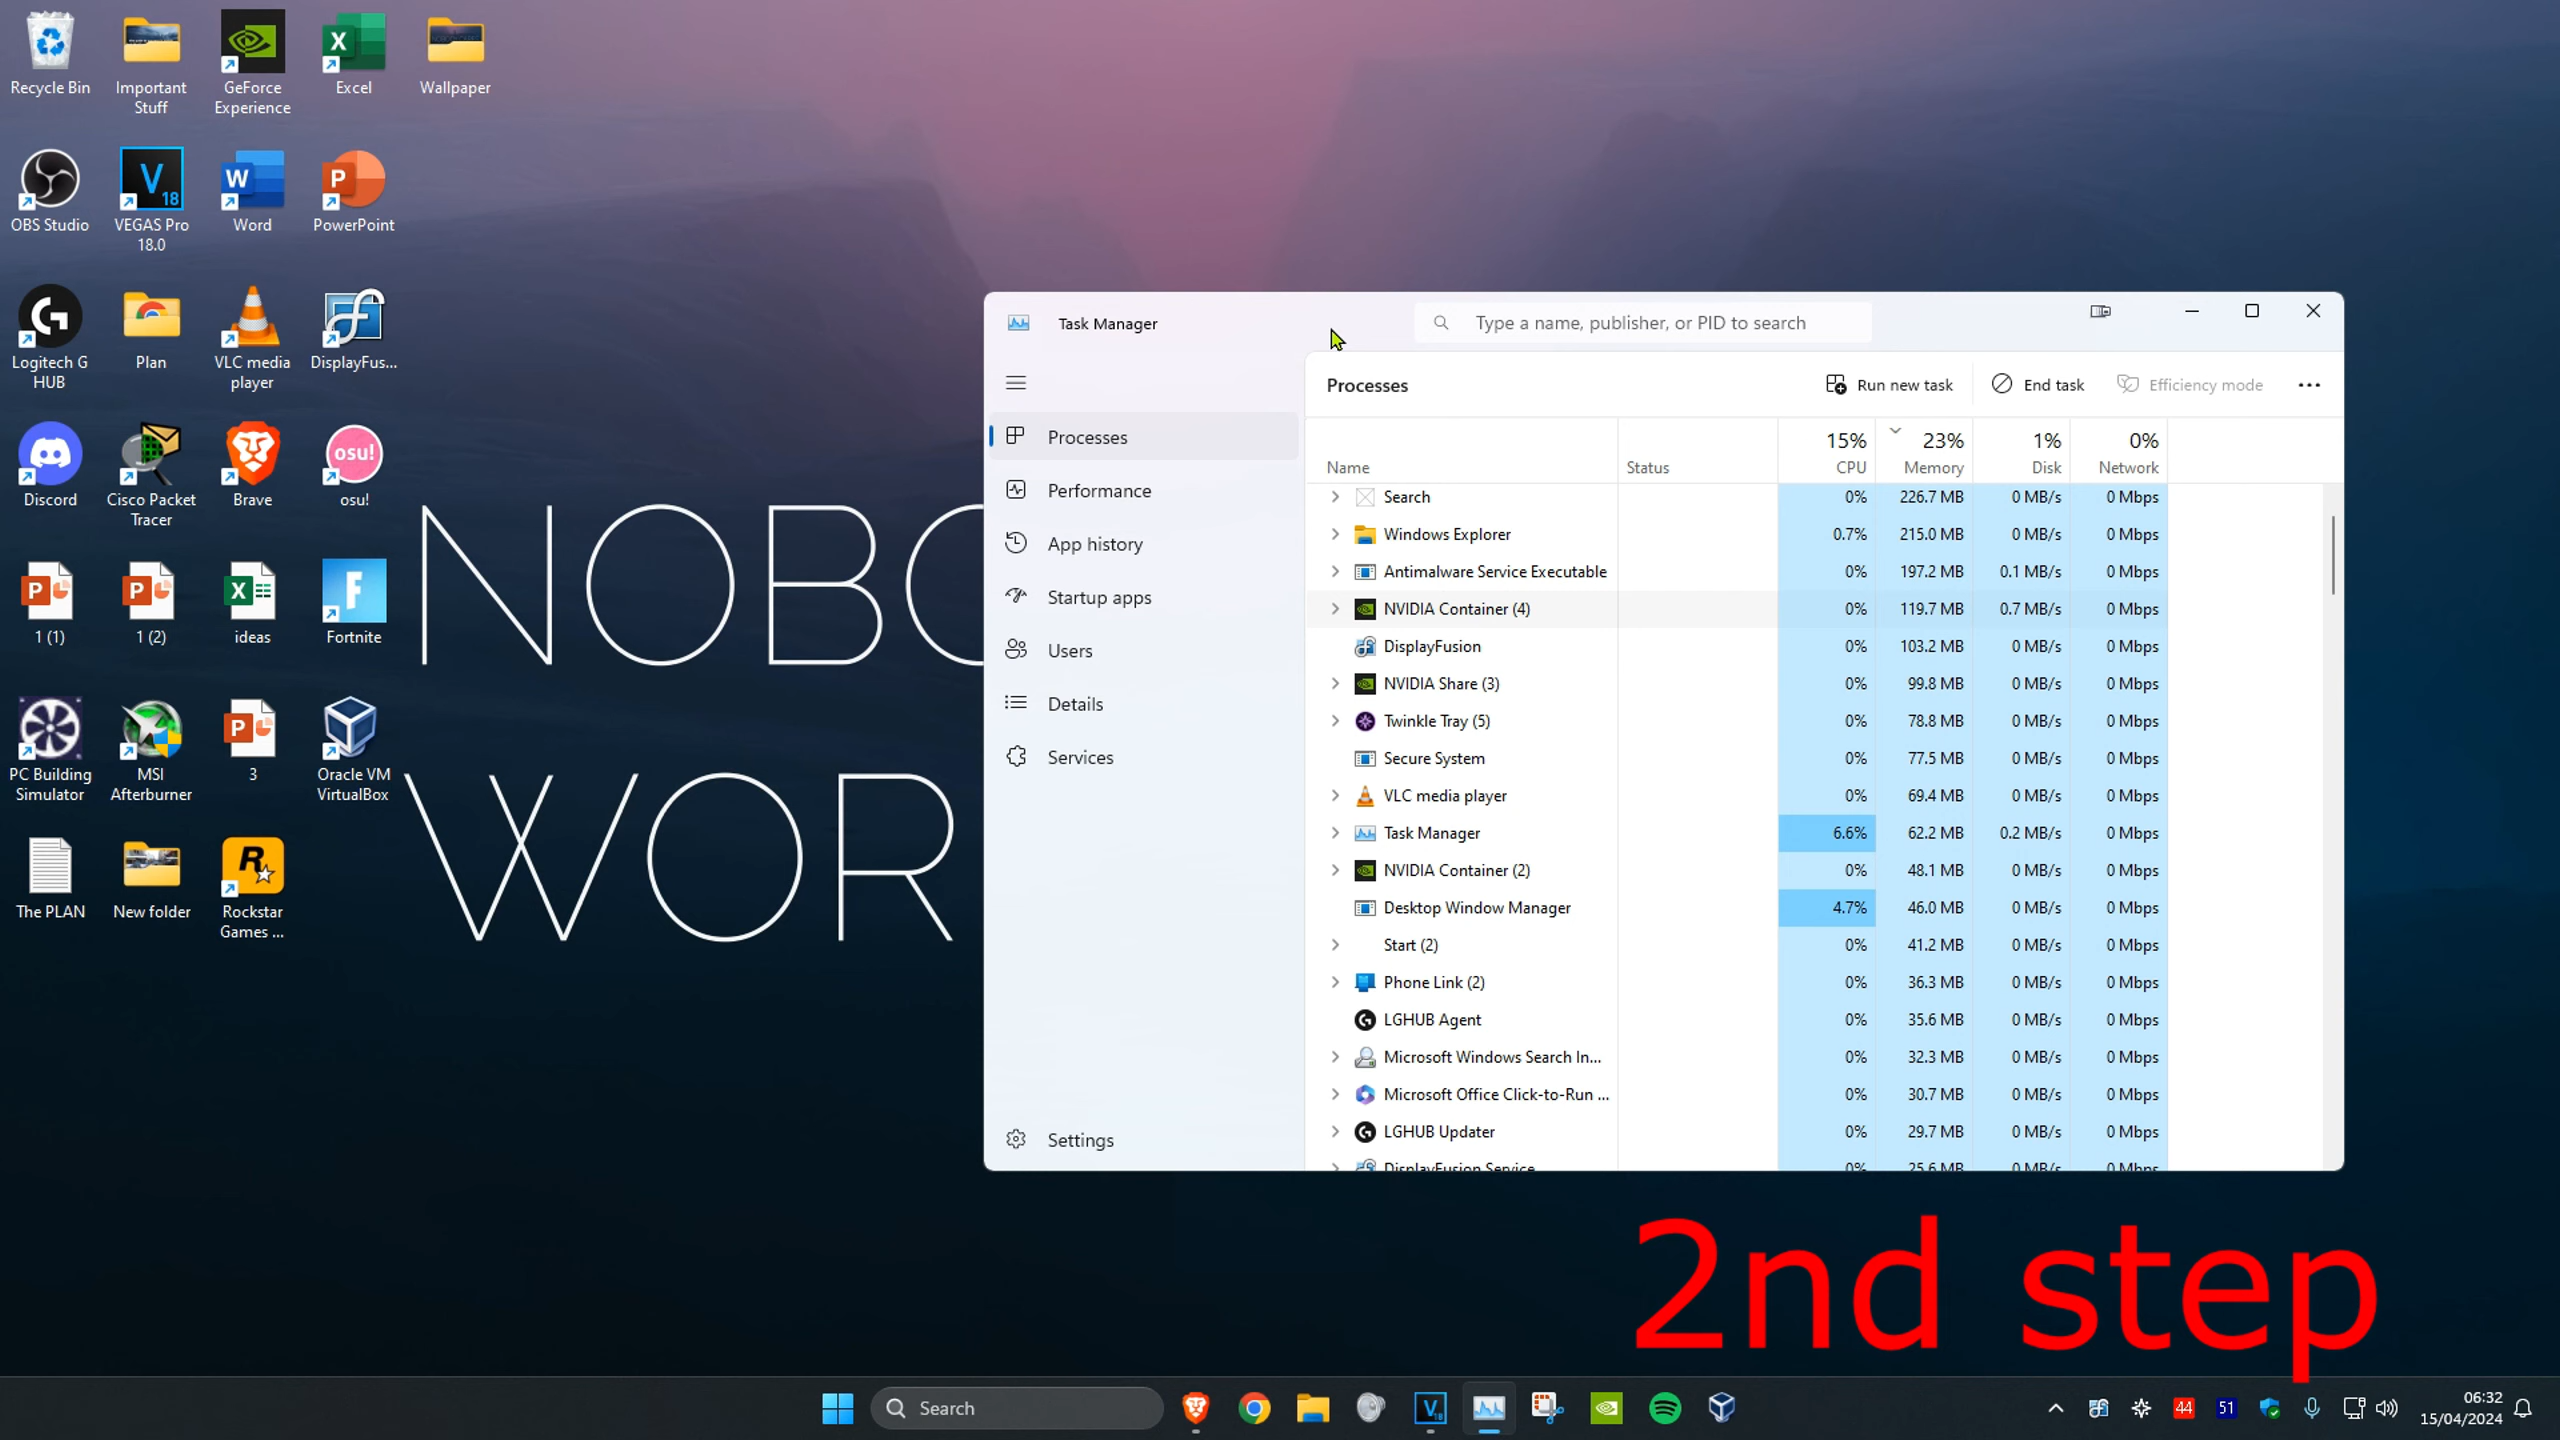 Recycle Bin
Important Stuff
GeForce Experience
Excel
Wallpaper
OBS Studio
VEGAS Pro 18.0
Word
PowerPoint
Logitech G HUB
Plan
VLC media player
DisplayFus...
Discord
Cisco Packet Tracer
Brave
osu!
osu!
1 (1)
1 (2)
ideas
Fortnite
PC Building Simulator
MSI Afterburner
3
Oracle VM VirtualBox
The PLAN
New folder
Rockstar Games ...
NOBO
WOR
Task Manager
Type a name, publisher, or PID to search
Processes
Performance
App history
Startup apps
Users
Details
Services
Settings
Processes
Run new task
End task
Efficiency mode
15% 23% 1% 0%
Name Status CPU Memory Disk Network
Search 0% 226.7 MB 0 MB/s 0 Mbps
Windows Explorer 0.7% 215.0 MB 0 MB/s 0 Mbps
Antimalware Service Executable 0% 197.2 MB 0.1 MB/s 0 Mbps
NVIDIA Container (4) 0% 119.7 MB 0.7 MB/s 0 Mbps
DisplayFusion 0% 103.2 MB 0 MB/s 0 Mbps
NVIDIA Share (3) 0% 99.8 MB 0 MB/s 0 Mbps
Twinkle Tray (5) 0% 78.8 MB 0 MB/s 0 Mbps
Secure System 0% 77.5 MB 0 MB/s 0 Mbps
VLC media player 0% 69.4 MB 0 MB/s 0 Mbps
Task Manager 6.6% 62.2 MB 0.2 MB/s 0 Mbps
NVIDIA Container (2) 0% 48.1 MB 0 MB/s 0 Mbps
Desktop Window Manager 4.7% 46.0 MB 0 MB/s 0 Mbps
Start (2) 0% 41.2 MB 0 MB/s 0 Mbps
Phone Link (2) 0% 36.3 MB 0 MB/s 0 Mbps
LGHUB Agent 0% 35.6 MB 0 MB/s 0 Mbps
Microsoft Windows Search In... 0% 32.3 MB 0 MB/s 0 Mbps
Microsoft Office Click-to-Run ... 0% 30.7 MB 0 MB/s 0 Mbps
LGHUB Updater 0% 29.7 MB 0 MB/s 0 Mbps
DisplayFusion Service 0% 25.6 MB 0 MB/s 0 Mbps
2nd step
Search
44
51
06:32
15/04/2024